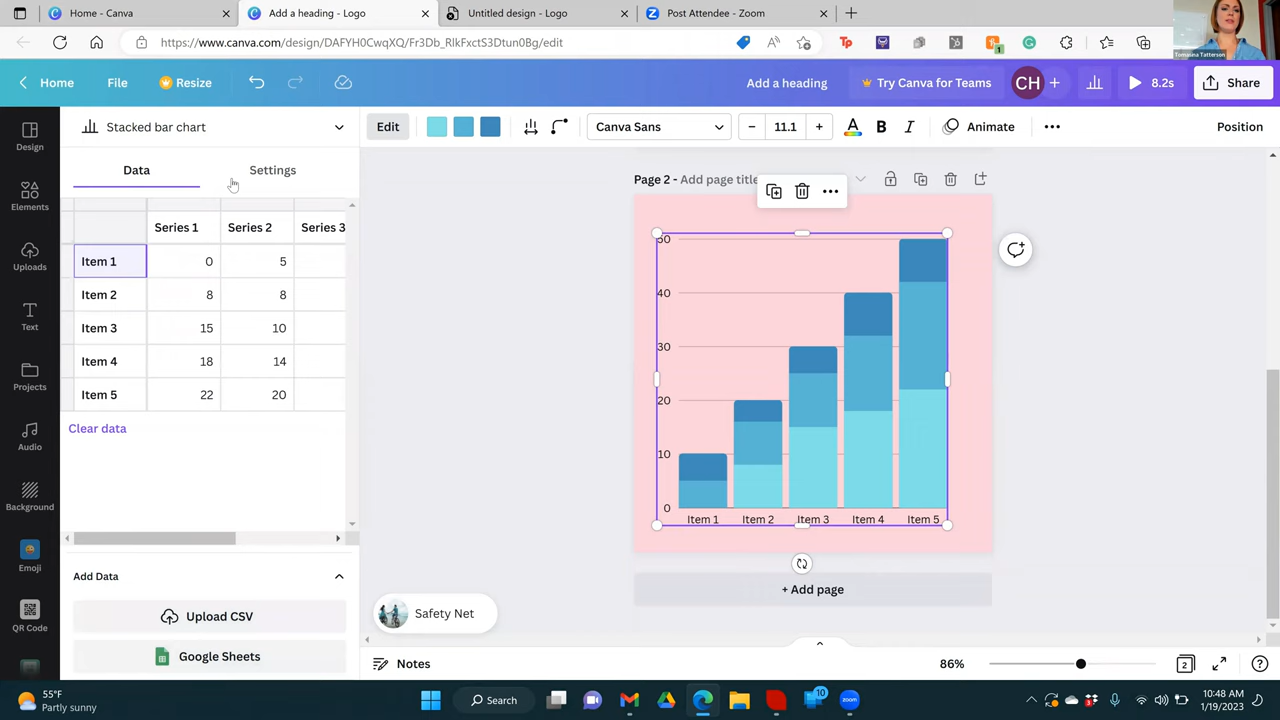 Home - Canva
Add a heading - Logo
Untitled design - Logo
Post Attendee - Zoom
https://www.canva.com/design/DAFYH0CwqXQ/Fr3Db_RlkFxctS3Dtun0Bg/edit
Tomasina Tatterson
Home
File
Resize
Add a heading
Try Canva for Teams
CH
8.2s
Share
Stacked bar chart
Edit
Canva Sans
11.1
B
I
Animate
Position
Design
Elements
Uploads
Text
Projects
Audio
Background
Emoji
QR Code
Data
Settings
Series 1 Series 2 Series 3
Item 1 0 5
Item 2 8 8
Item 3 15 10
Item 4 18 14
Item 5 22 20
Clear data
Add Data
Upload CSV
Google Sheets
Page 2 - Add page title
50
40
30
20
10
0
Item 1 Item 2 Item 3 Item 4 Item 5
+ Add page
Safety Net
Notes
86%
2
55°F
Partly sunny
Search
10
10:48 AM
1/19/2023